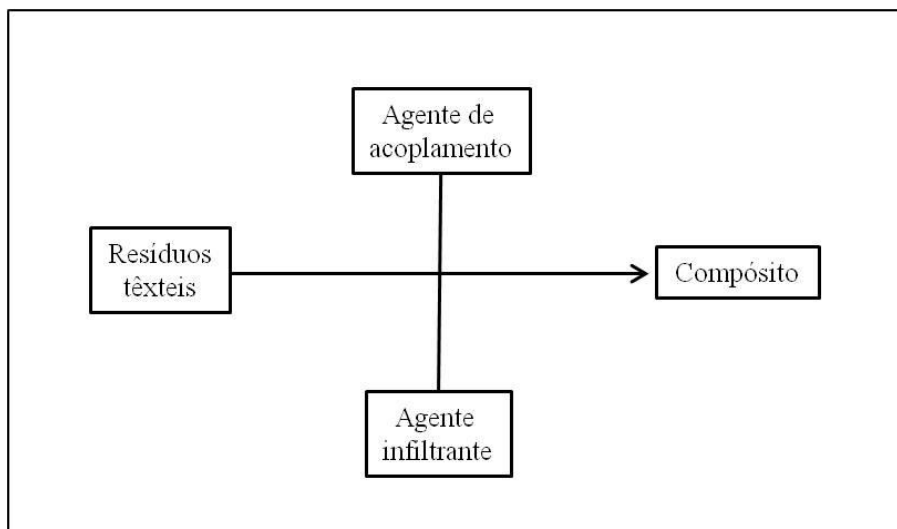 Agente de
acoplamento
Resíduos
têxteis
Compósito
Agente
infiltrante